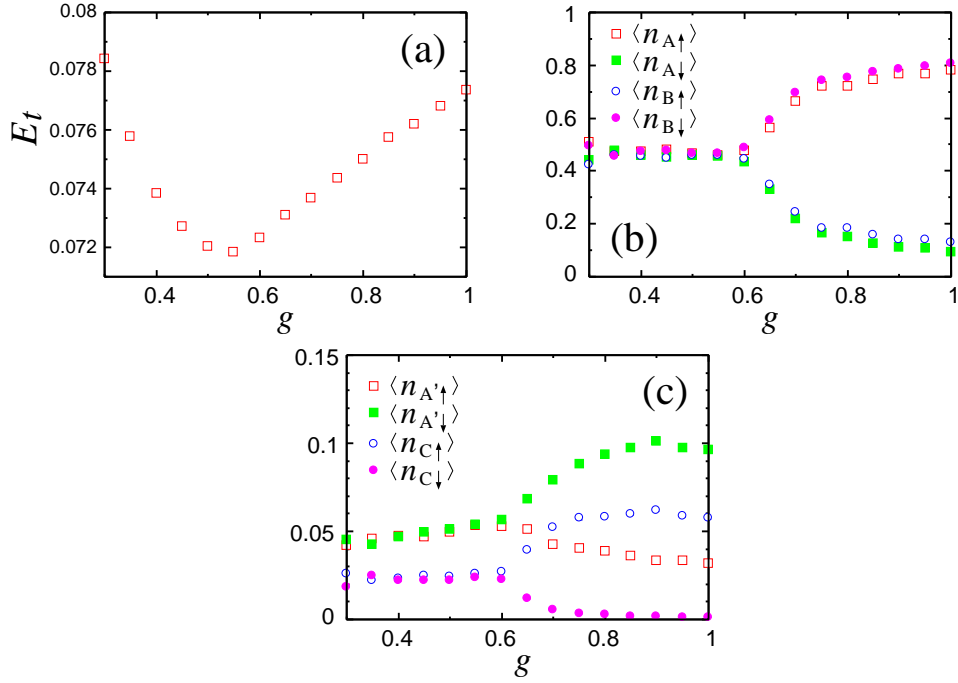 (a)
E_t
0.08
0.078
0.076
0.074
0.072
0.4
0.6
0.8
1
g
(b)
1
0.8
0.6
0.4
0.2
0
⟨n_A↑⟩
⟨n_A↓⟩
⟨n_B↑⟩
⟨n_B↓⟩
0.4
0.6
0.8
1
g
(c)
0.15
0.1
0.05
0
⟨n_A'↑⟩
⟨n_A'↓⟩
⟨n_C↑⟩
⟨n_C↓⟩
0.4
0.6
0.8
1
g